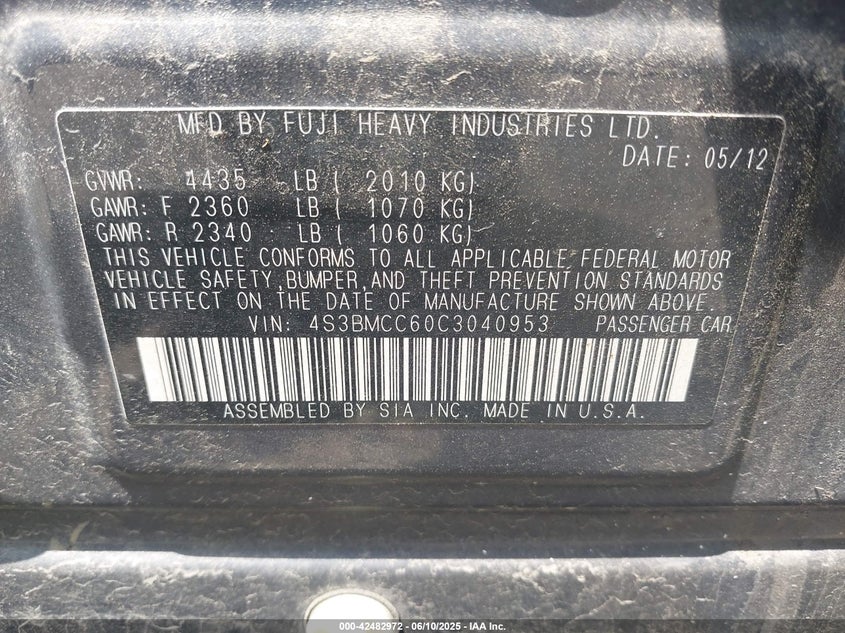 MFD BY FUJI HEAVY INDUSTRIES LTD.
DATE: 05/12
GVWR: 4435 LB ( 2010 KG)
GAWR: F 2360 LB ( 1070 KG)
GAWR: R 2340 LB ( 1060 KG)
THIS VEHICLE CONFORMS TO ALL APPLICABLE FEDERAL MOTOR
VEHICLE SAFETY,BUMPER,AND THEFT PREVENTION STANDARDS
IN EFFECT ON THE DATE OF MANUFACTURE SHOWN ABOVE.
VIN: 4S3BMCC60C3040953 PASSENGER CAR
ASSEMBLED BY SIA INC. MADE IN U.S.A.
000-42482972 - 06/10/2025 - IAA Inc.